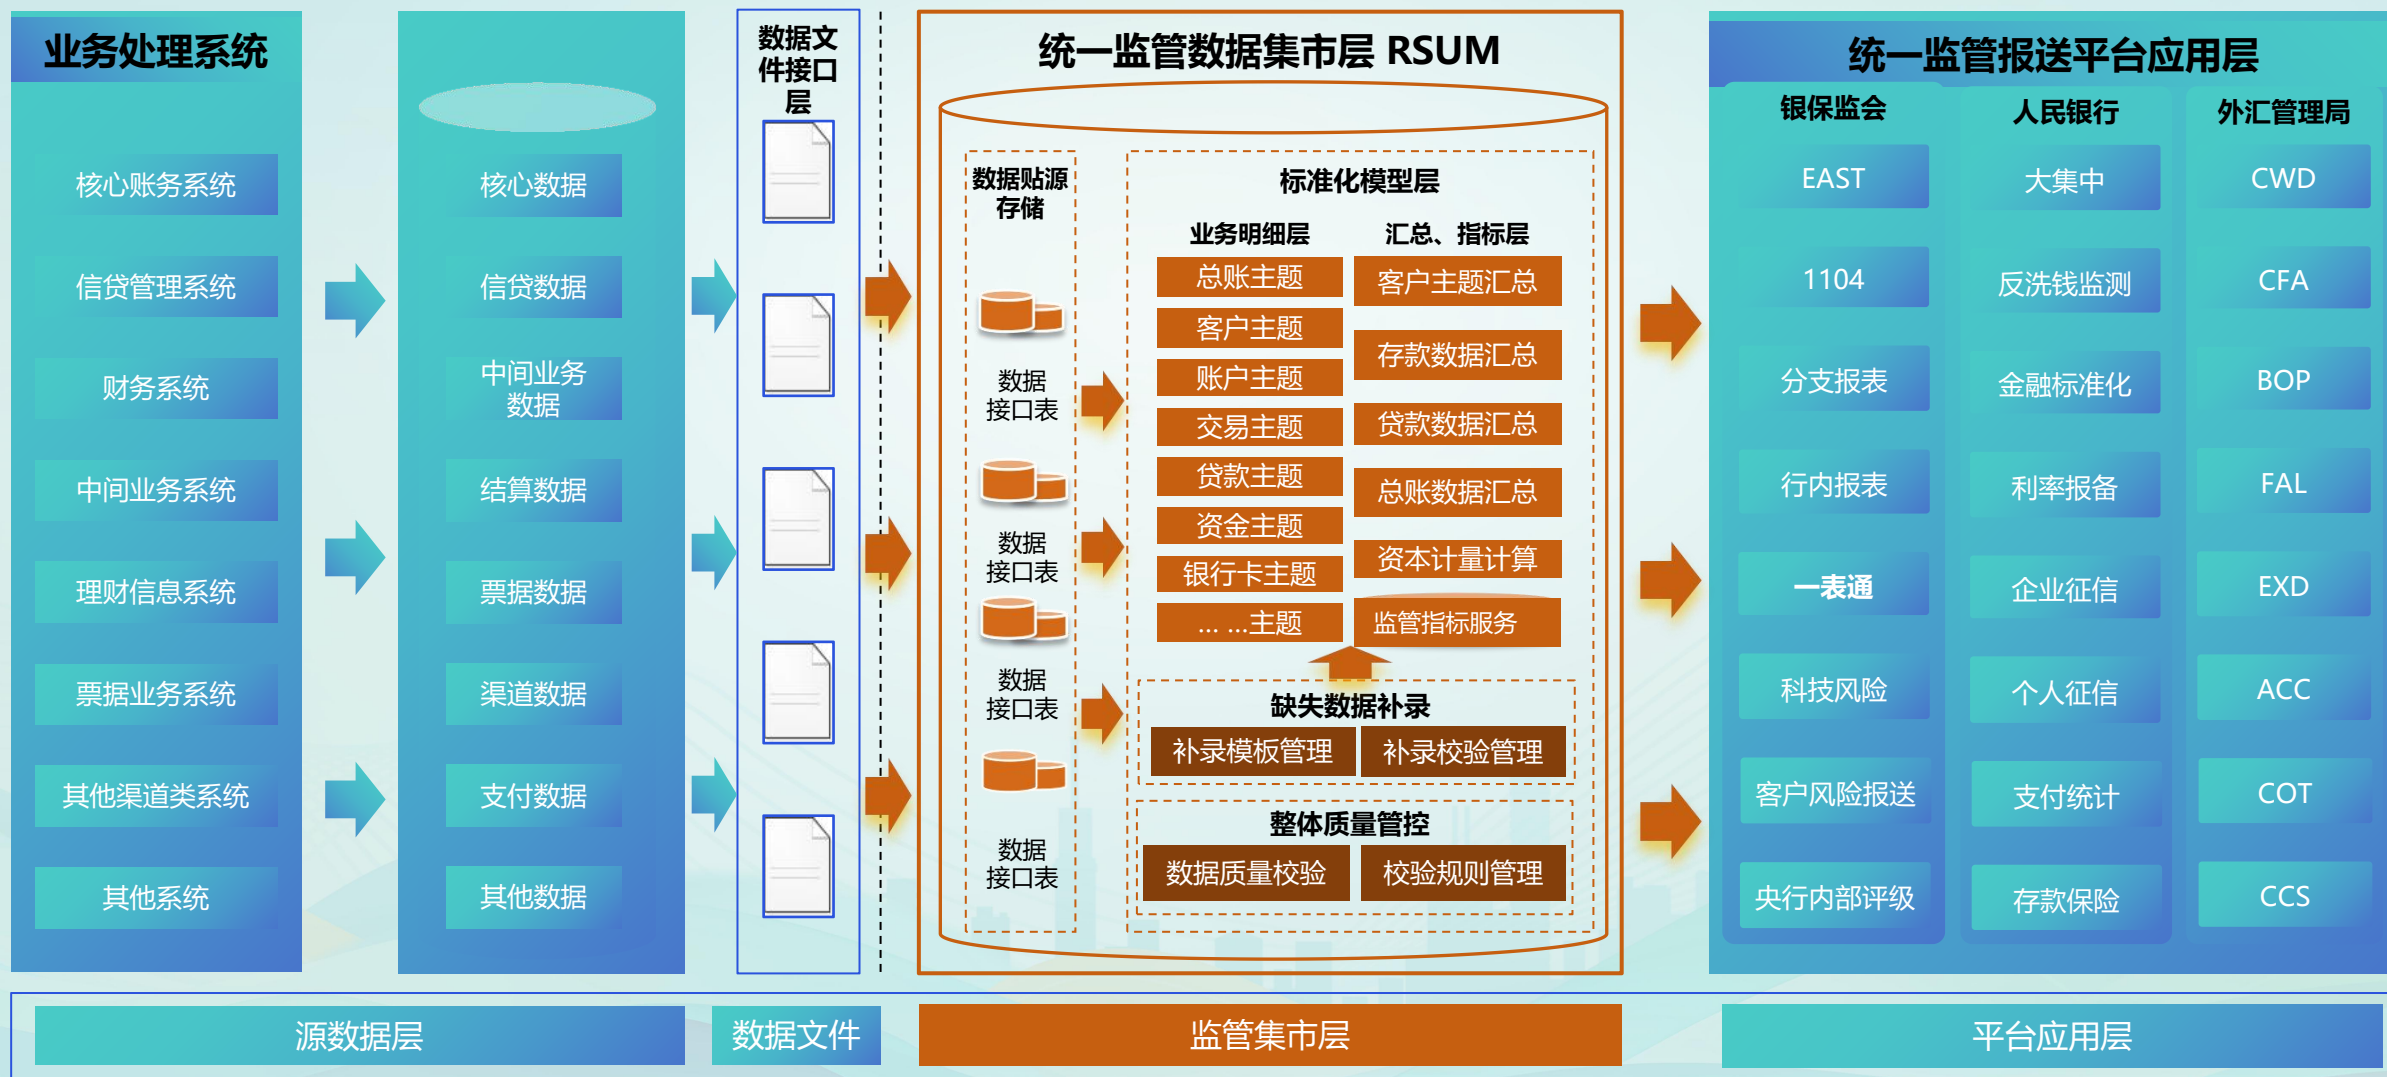 业务处理系统
核心账务系统
信贷管理系统
财务系统
中间业务系统
理财信息系统
票据业务系统
其他渠道类系统
其他系统
核心数据
信贷数据
中间业务
数据
结算数据
票据数据
渠道数据
支付数据
其他数据
数据文
件接口
层
统一监管数据集市层 RSUM
数据贴源
存储
数据
接口表
数据
接口表
数据
接口表
数据
接口表
标准化模型层
业务明细层
总账主题
客户主题
账户主题
交易主题
贷款主题
资金主题
银行卡主题
... ...主题
汇总、指标层
客户主题汇总
存款数据汇总
贷款数据汇总
总账数据汇总
资本计量计算
监管指标服务
缺失数据补录
补录模板管理
补录校验管理
整体质量管控
数据质量校验
校验规则管理
统一监管报送平台应用层
银保监会
EAST
1104
分支报表
行内报表
一表通
科技风险
客户风险报送
央行内部评级
人民银行
大集中
反洗钱监测
金融标准化
利率报备
企业征信
个人征信
支付统计
存款保险
外汇管理局
CWD
CFA
BOP
FAL
EXD
ACC
COT
CCS
源数据层
数据文件
监管集市层
平台应用层